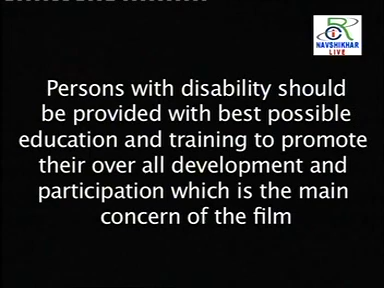 NAVSHIKHAR
LIVE
Persons with disability should
be provided with best possible
education and training to promote
their over all development and
participation which is the main
concern of the film